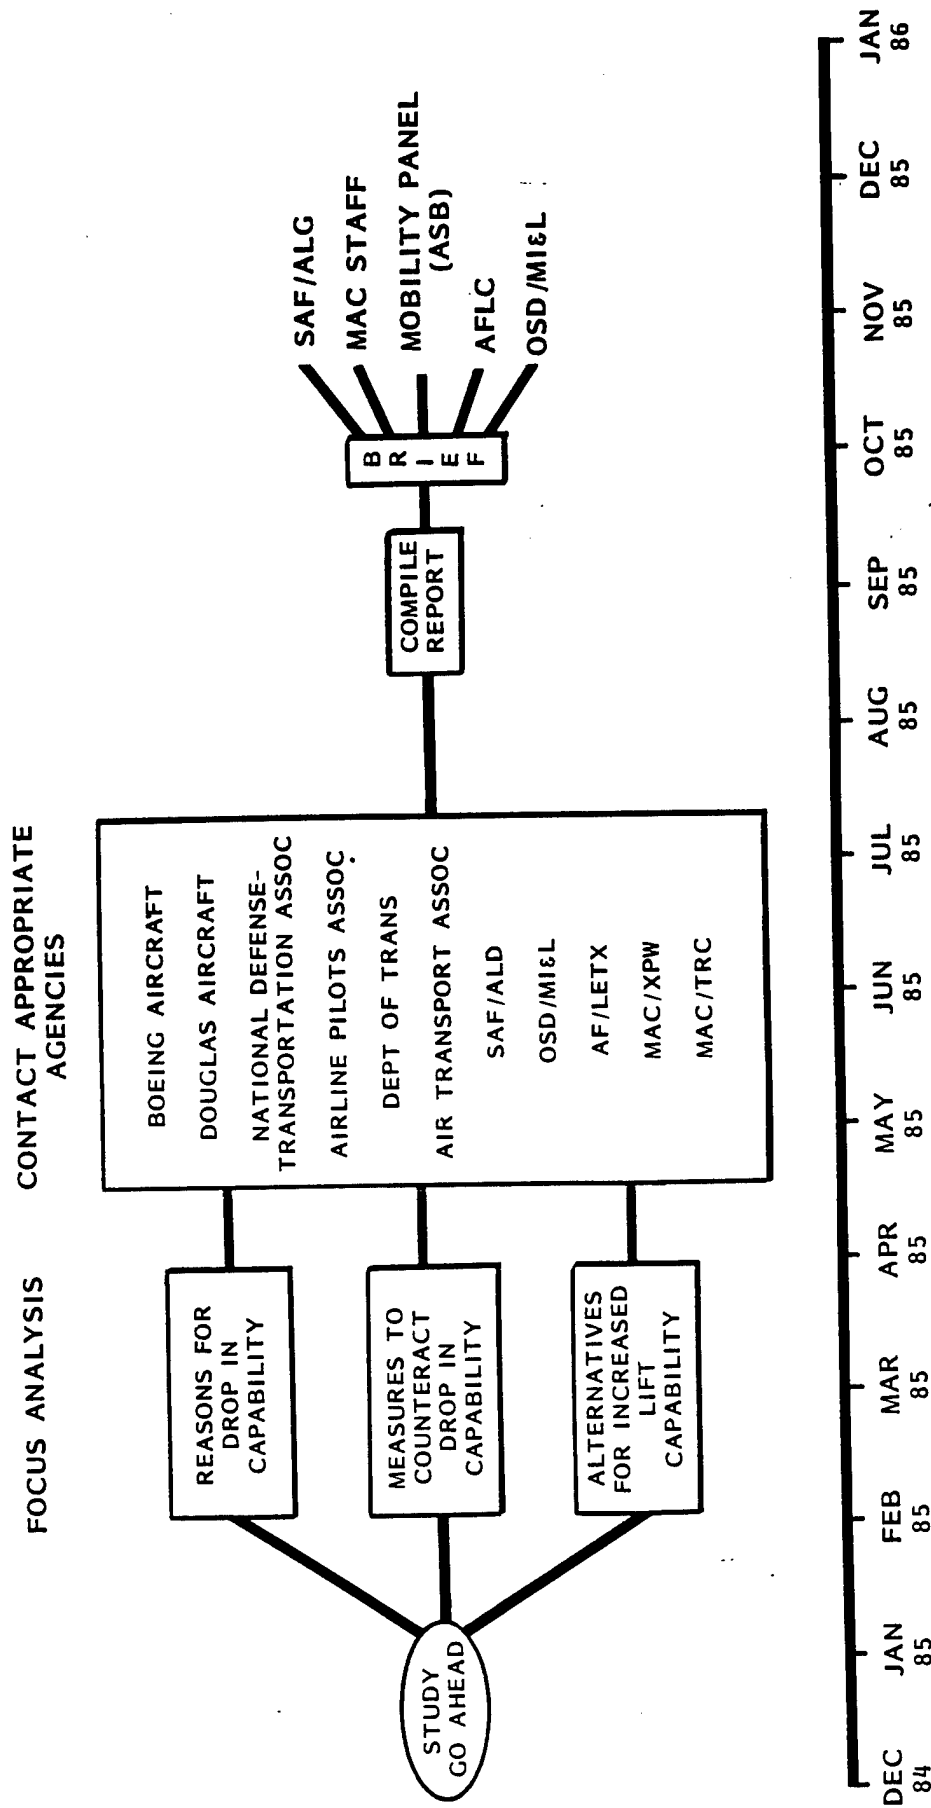 FOCUS ANALYSIS
CONTACT APPROPRIATE
AGENCIES
STUDY
GO AHEAD
REASONS FOR
DROP IN
CAPABILITY
MEASURES TO
COUNTERACT
DROP IN
CAPABILITY
ALTERNATIVES
FOR INCREASED
LIFT
CAPABILITY
BOEING AIRCRAFT
DOUGLAS AIRCRAFT
NATIONAL DEFENSE-
TRANSPORTATION ASSOC
AIRLINE PILOTS ASSOC
DEPT OF TRANS
AIR TRANSPORT ASSOC
SAF/ALD
OSD/MI&L
AF/LETX
MAC/XPW
MAC/TRC
COMPILE
REPORT
B
R
I
E
F
SAF/ALG
MAC STAFF
MOBILITY PANEL
(ASB)
AFLC
OSD/MI&L
DEC JAN FEB MAR APR MAY JUN JUL AUG SEP OCT NOV DEC JAN
84 85 85 85 85 85 85 85 85 85 85 85 85 86